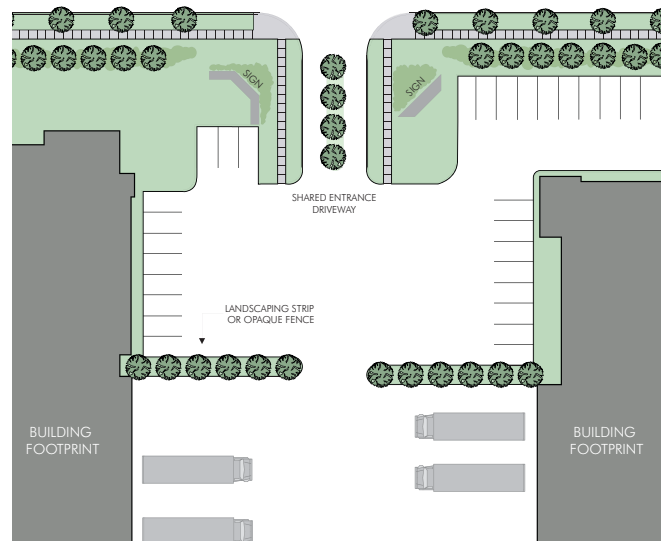 SIGN
SIGN
SHARED ENTRANCE
DRIVEWAY
LANDSCAPING STRIP
OR OPAQUE FENCE
BUILDING
FOOTPRINT
BUILDING
FOOTPRINT